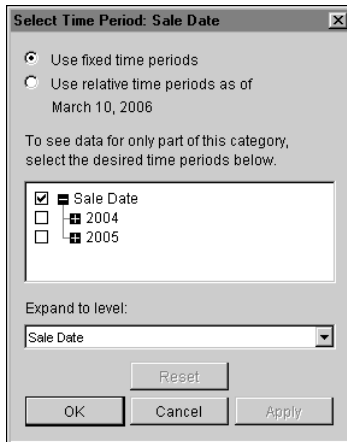 Select Time Period: Sale Date
Use fixed time periods
Use relative time periods as of
March 10, 2006
To see data for only part of this category,
select the desired time periods below.
Sale Date
2004
2005
Expand to level:
Sale Date
Reset
OK Cancel Apply